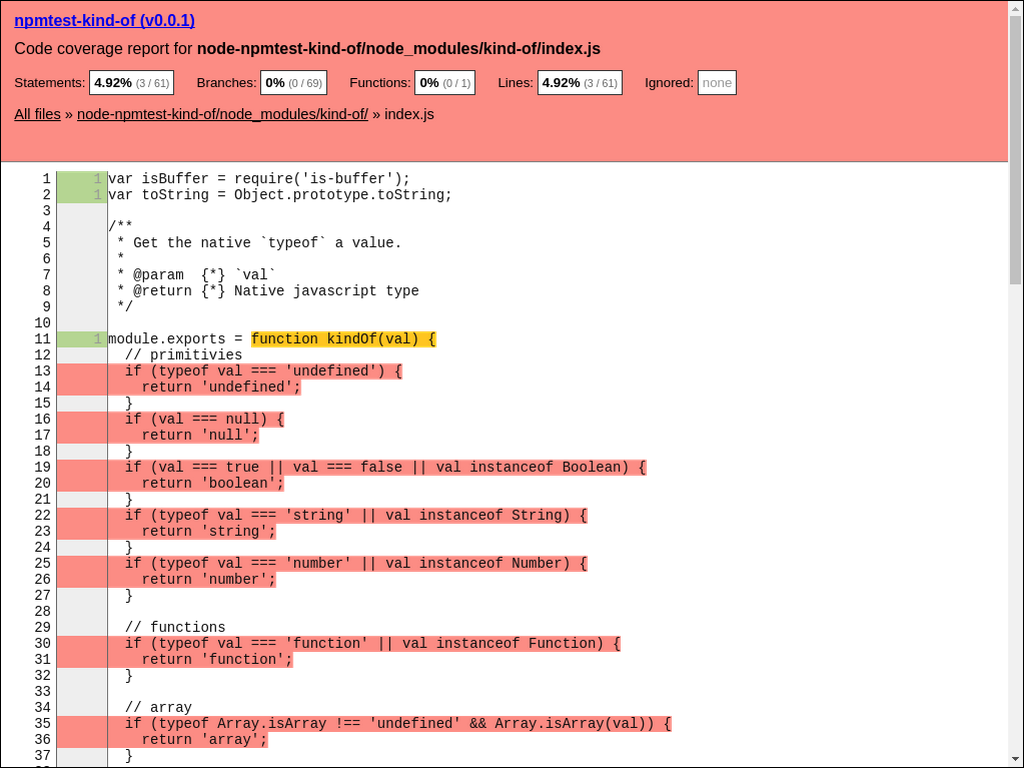 npmtest-kind-of (v0.0.1)
Code coverage report for node-npmtest-kind-of/node_modules/kind-of/index.js
Statements: 4.92% (3 / 61) Branches: 0% (0 / 69) Functions: 0% (0 / 1) Lines: 4.92% (3 / 61) Ignored: none
All files » node-npmtest-kind-of/node_modules/kind-of/ » index.js
1 1 var isBuffer = require('is-buffer');
2 1 var toString = Object.prototype.toString;
3
4 /**
5  * Get the native `typeof` a value.
6  *
7  * @param  {*} `val`
8  * @return {*} Native javascript type
9  */
10
11 1 module.exports = function kindOf(val) {
12   // primitivies
13   if (typeof val === 'undefined') {
14     return 'undefined';
15   }
16   if (val === null) {
17     return 'null';
18   }
19   if (val === true || val === false || val instanceof Boolean) {
20     return 'boolean';
21   }
22   if (typeof val === 'string' || val instanceof String) {
23     return 'string';
24   }
25   if (typeof val === 'number' || val instanceof Number) {
26     return 'number';
27   }
28
29   // functions
30   if (typeof val === 'function' || val instanceof Function) {
31     return 'function';
32   }
33
34   // array
35   if (typeof Array.isArray !== 'undefined' && Array.isArray(val)) {
36     return 'array';
37   }